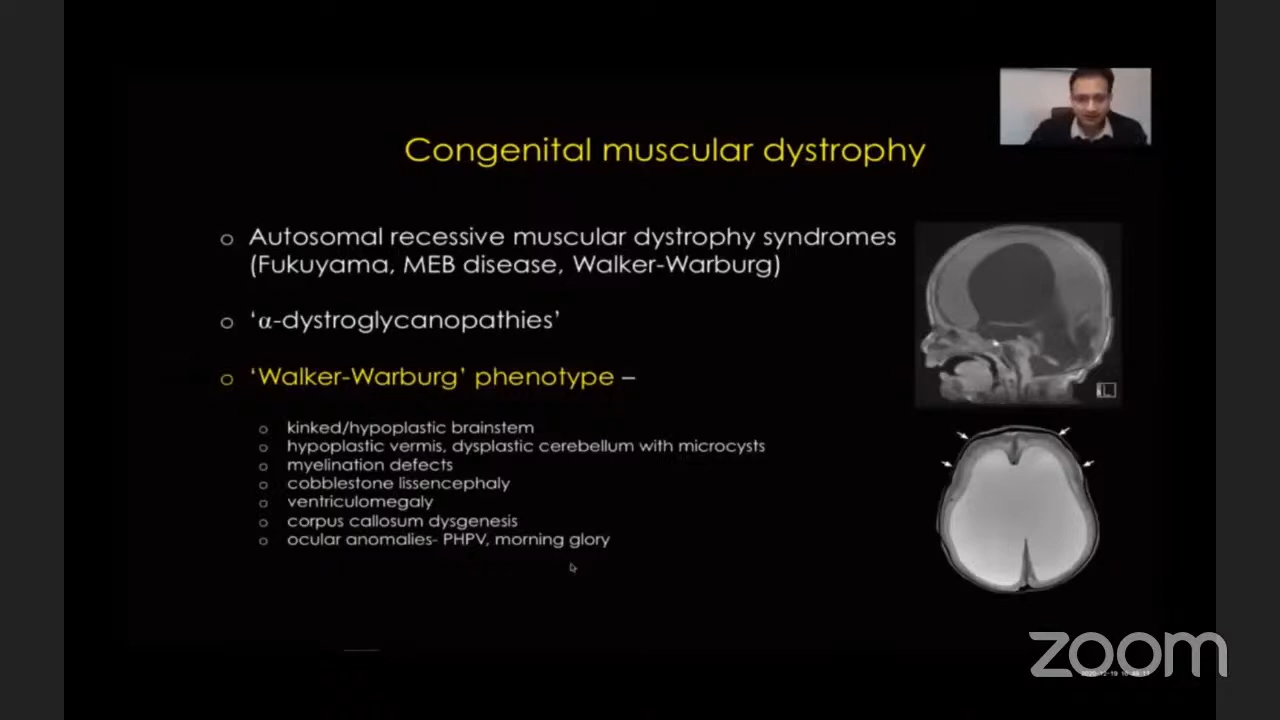 Congenital muscular dystrophy
o Autosomal recessive muscular dystrophy syndromes
(Fukuyama, MEB disease, Walker-Warburg)
o ‘α-dystroglycanopathies’
o ‘Walker-Warburg’ phenotype –
o kinked/hypoplastic brainstem
o hypoplastic vermis, dysplastic cerebellum with microcysts
o myelination defects
o cobblestone lissencephaly
o ventriculomegaly
o corpus callosum dysgenesis
o ocular anomalies- PHPV, morning glory
L
zoom